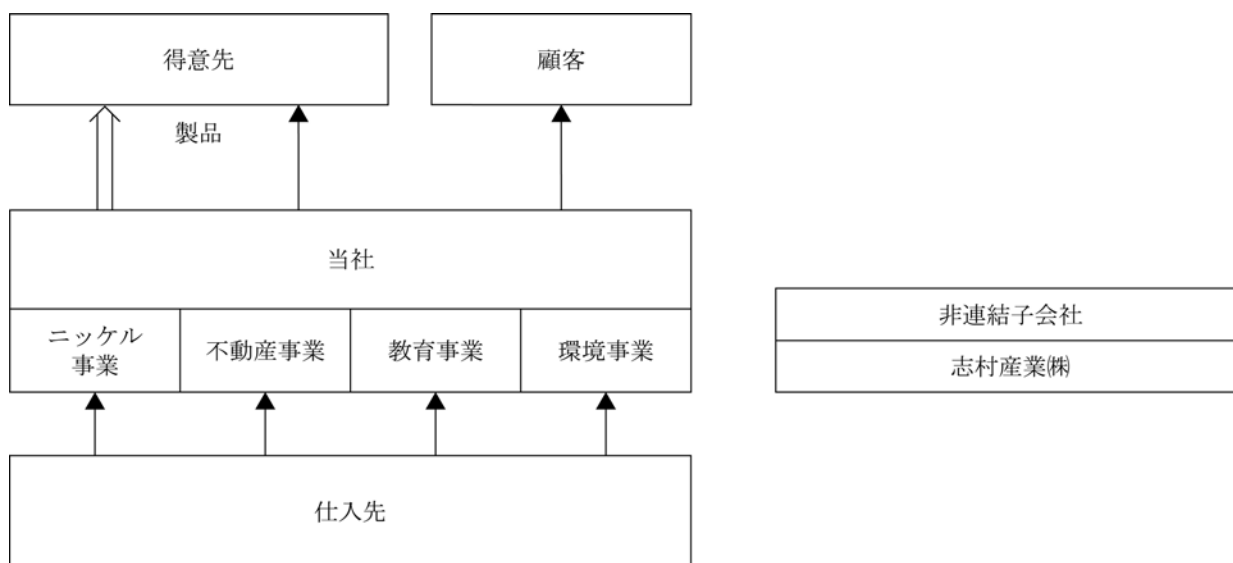 得意先
顧客
製品
当社
ニッケル
事業
不動産事業
教育事業
環境事業
仕入先
非連結子会社
志村産業㈱